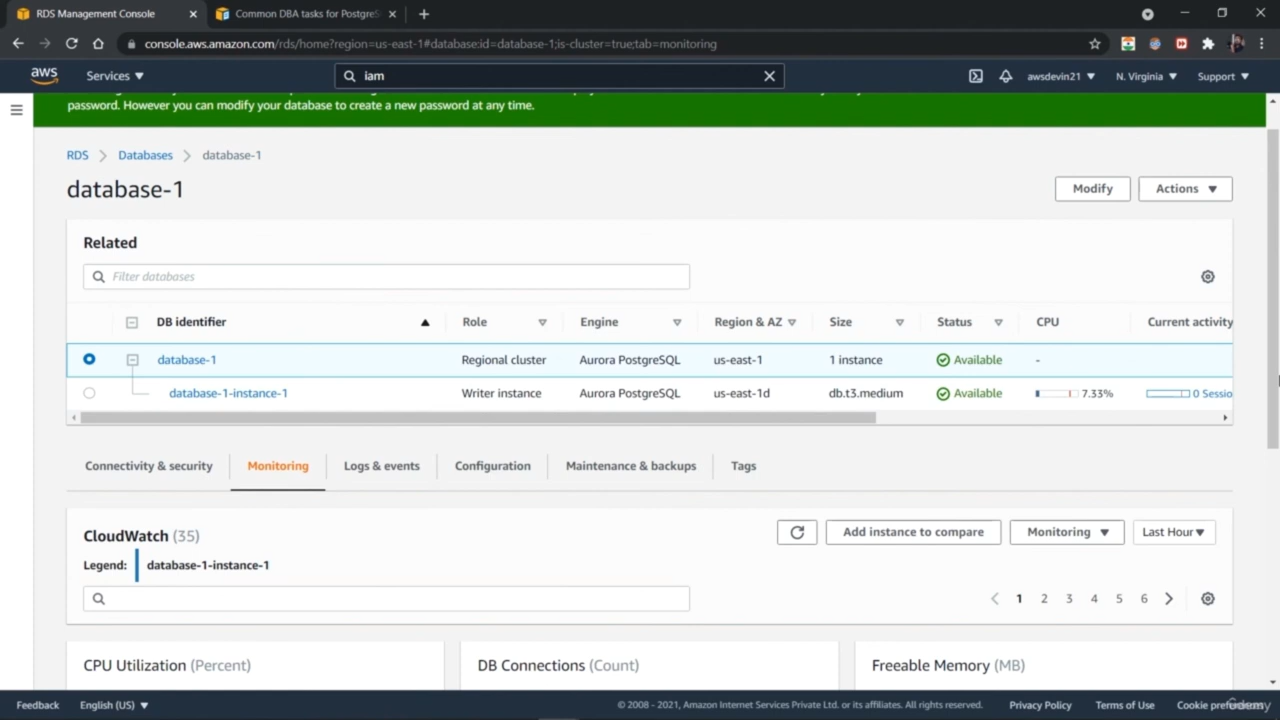 RDS Management Console
Common DBA tasks for PostgreS
console.aws.amazon.com/rds/home?region=us-east-1#database:id=database-1;is-cluster=true;tab=monitoring
aws Services iam awsdevin21 N. Virginia Support
password. However you can modify your database to create a new password at any time.
RDS Databases database-1
database-1
Modify Actions
Related
Filter databases
DB identifier Role Engine Region & AZ Size Status CPU Current activity
database-1 Regional cluster Aurora PostgreSQL us-east-1 1 instance Available -
database-1-instance-1 Writer instance Aurora PostgreSQL us-east-1d db.t3.medium Available 7.33% 0 Sessio
Connectivity & security Monitoring Logs & events Configuration Maintenance & backups Tags
CloudWatch (35) Add instance to compare Monitoring Last Hour
Legend: database-1-instance-1
1 2 3 4 5 6
CPU Utilization (Percent) DB Connections (Count) Freeable Memory (MB)
Feedback English (US) © 2008 - 2021, Amazon Internet Services Private Ltd. or its affiliates. All rights reserved. Privacy Policy Terms of Use Cookie preferences
Udemy